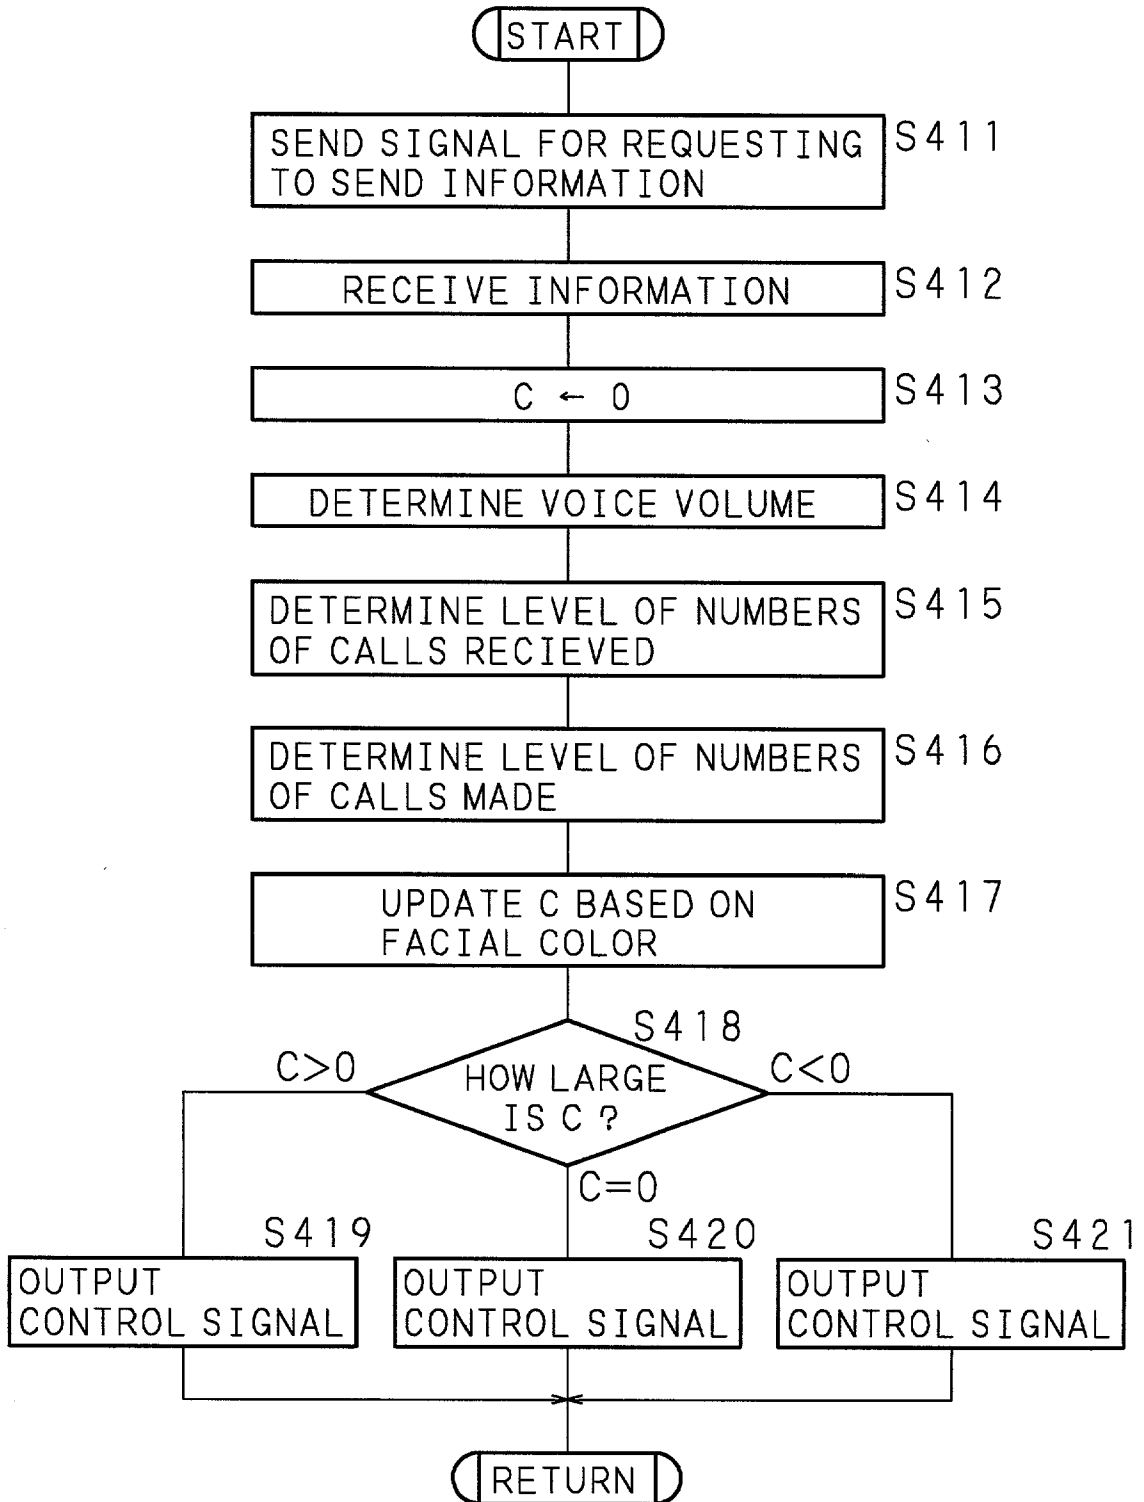 START
SEND SIGNAL FOR REQUESTING
TO SEND INFORMATION
S411
RECEIVE INFORMATION
S412
C ← 0
S413
DETERMINE VOICE VOLUME
S414
DETERMINE LEVEL OF NUMBERS
OF CALLS RECIEVED
S415
DETERMINE LEVEL OF NUMBERS
OF CALLS MADE
S416
UPDATE C BASED ON
FACIAL COLOR
S417
S418
HOW LARGE
IS C ?
C>0
C<0
C=0
S419
OUTPUT
CONTROL SIGNAL
S420
OUTPUT
CONTROL SIGNAL
S421
OUTPUT
CONTROL SIGNAL
RETURN